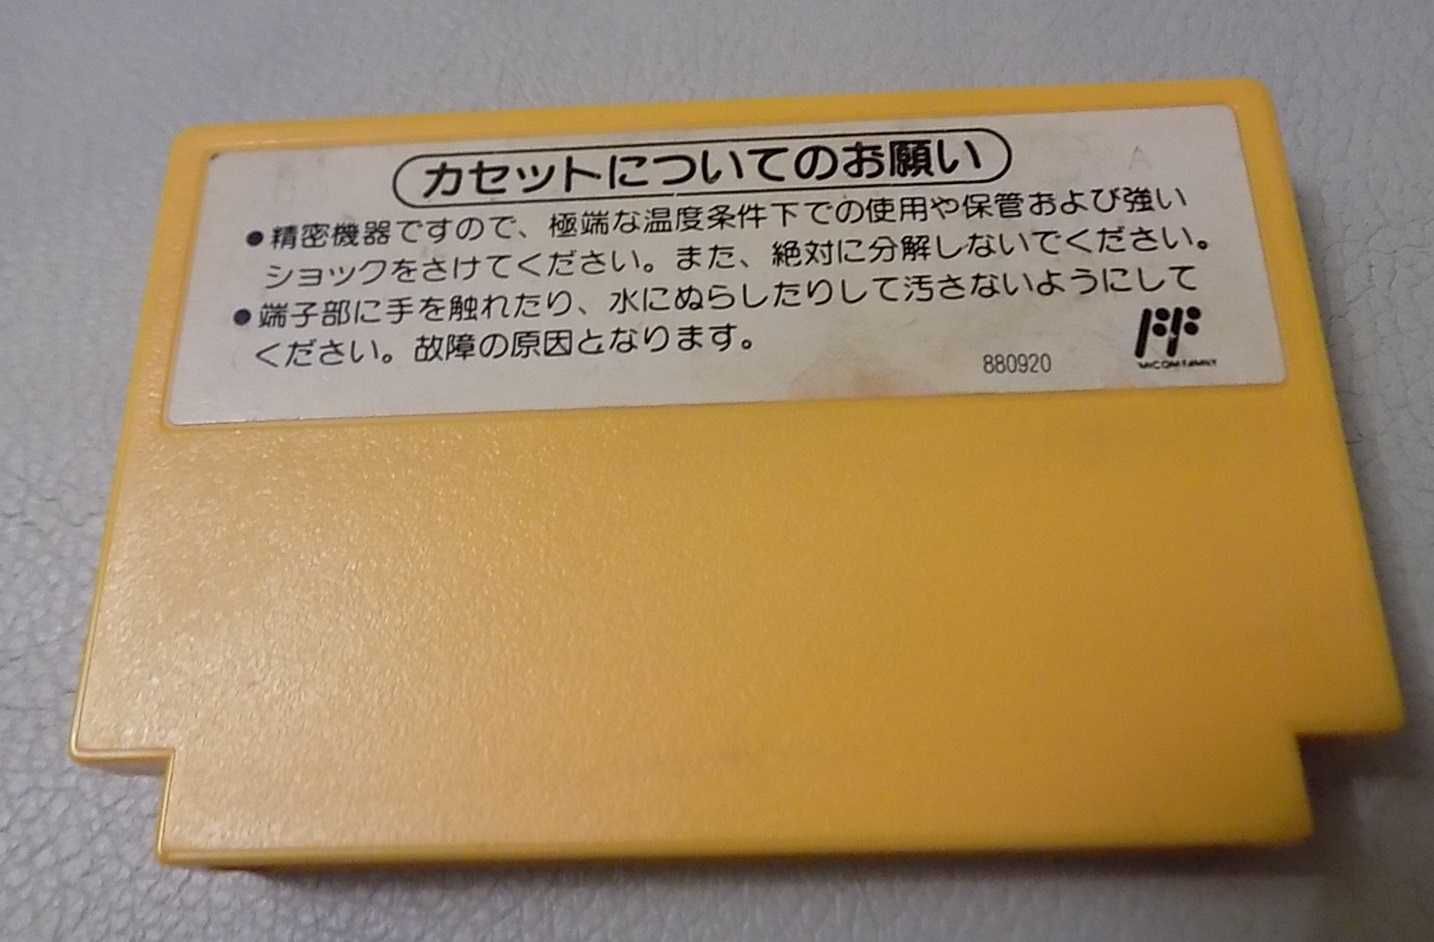 カセットについてのお願い
●精密機器ですので、極端な温度条件下での使用や保管および強い
ショックをさけてください。また、絶対に分解しないでください。
●端子部に手を触れたり、水にぬらしたりして汚さないようにして
ください。故障の原因となります。
880920
MICOM FAMILY
A